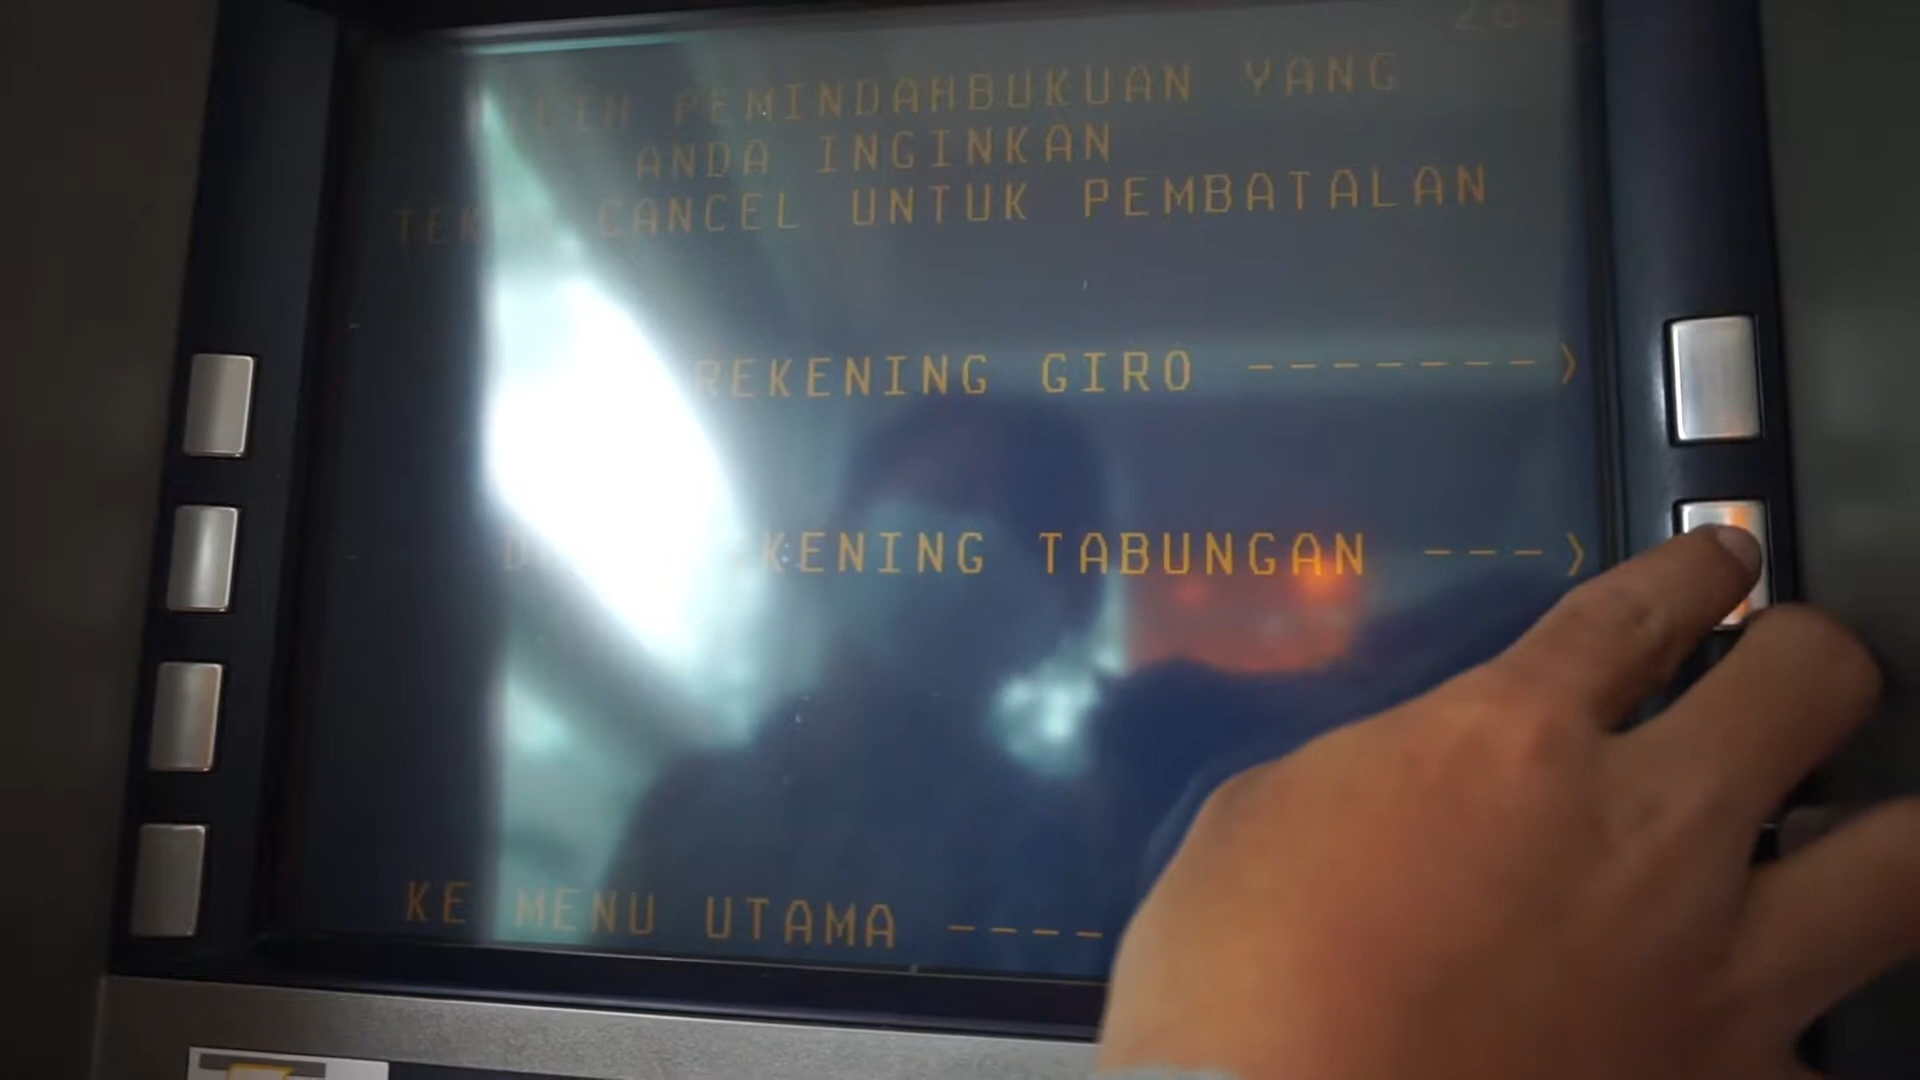 PEMINDAHBUKUAN YANG
ANDA INGINKAN
CANCEL UNTUK PEMBATALAN
REKENING GIRO ------->
TABUNGAN --->
KE MENU UTAMA ----